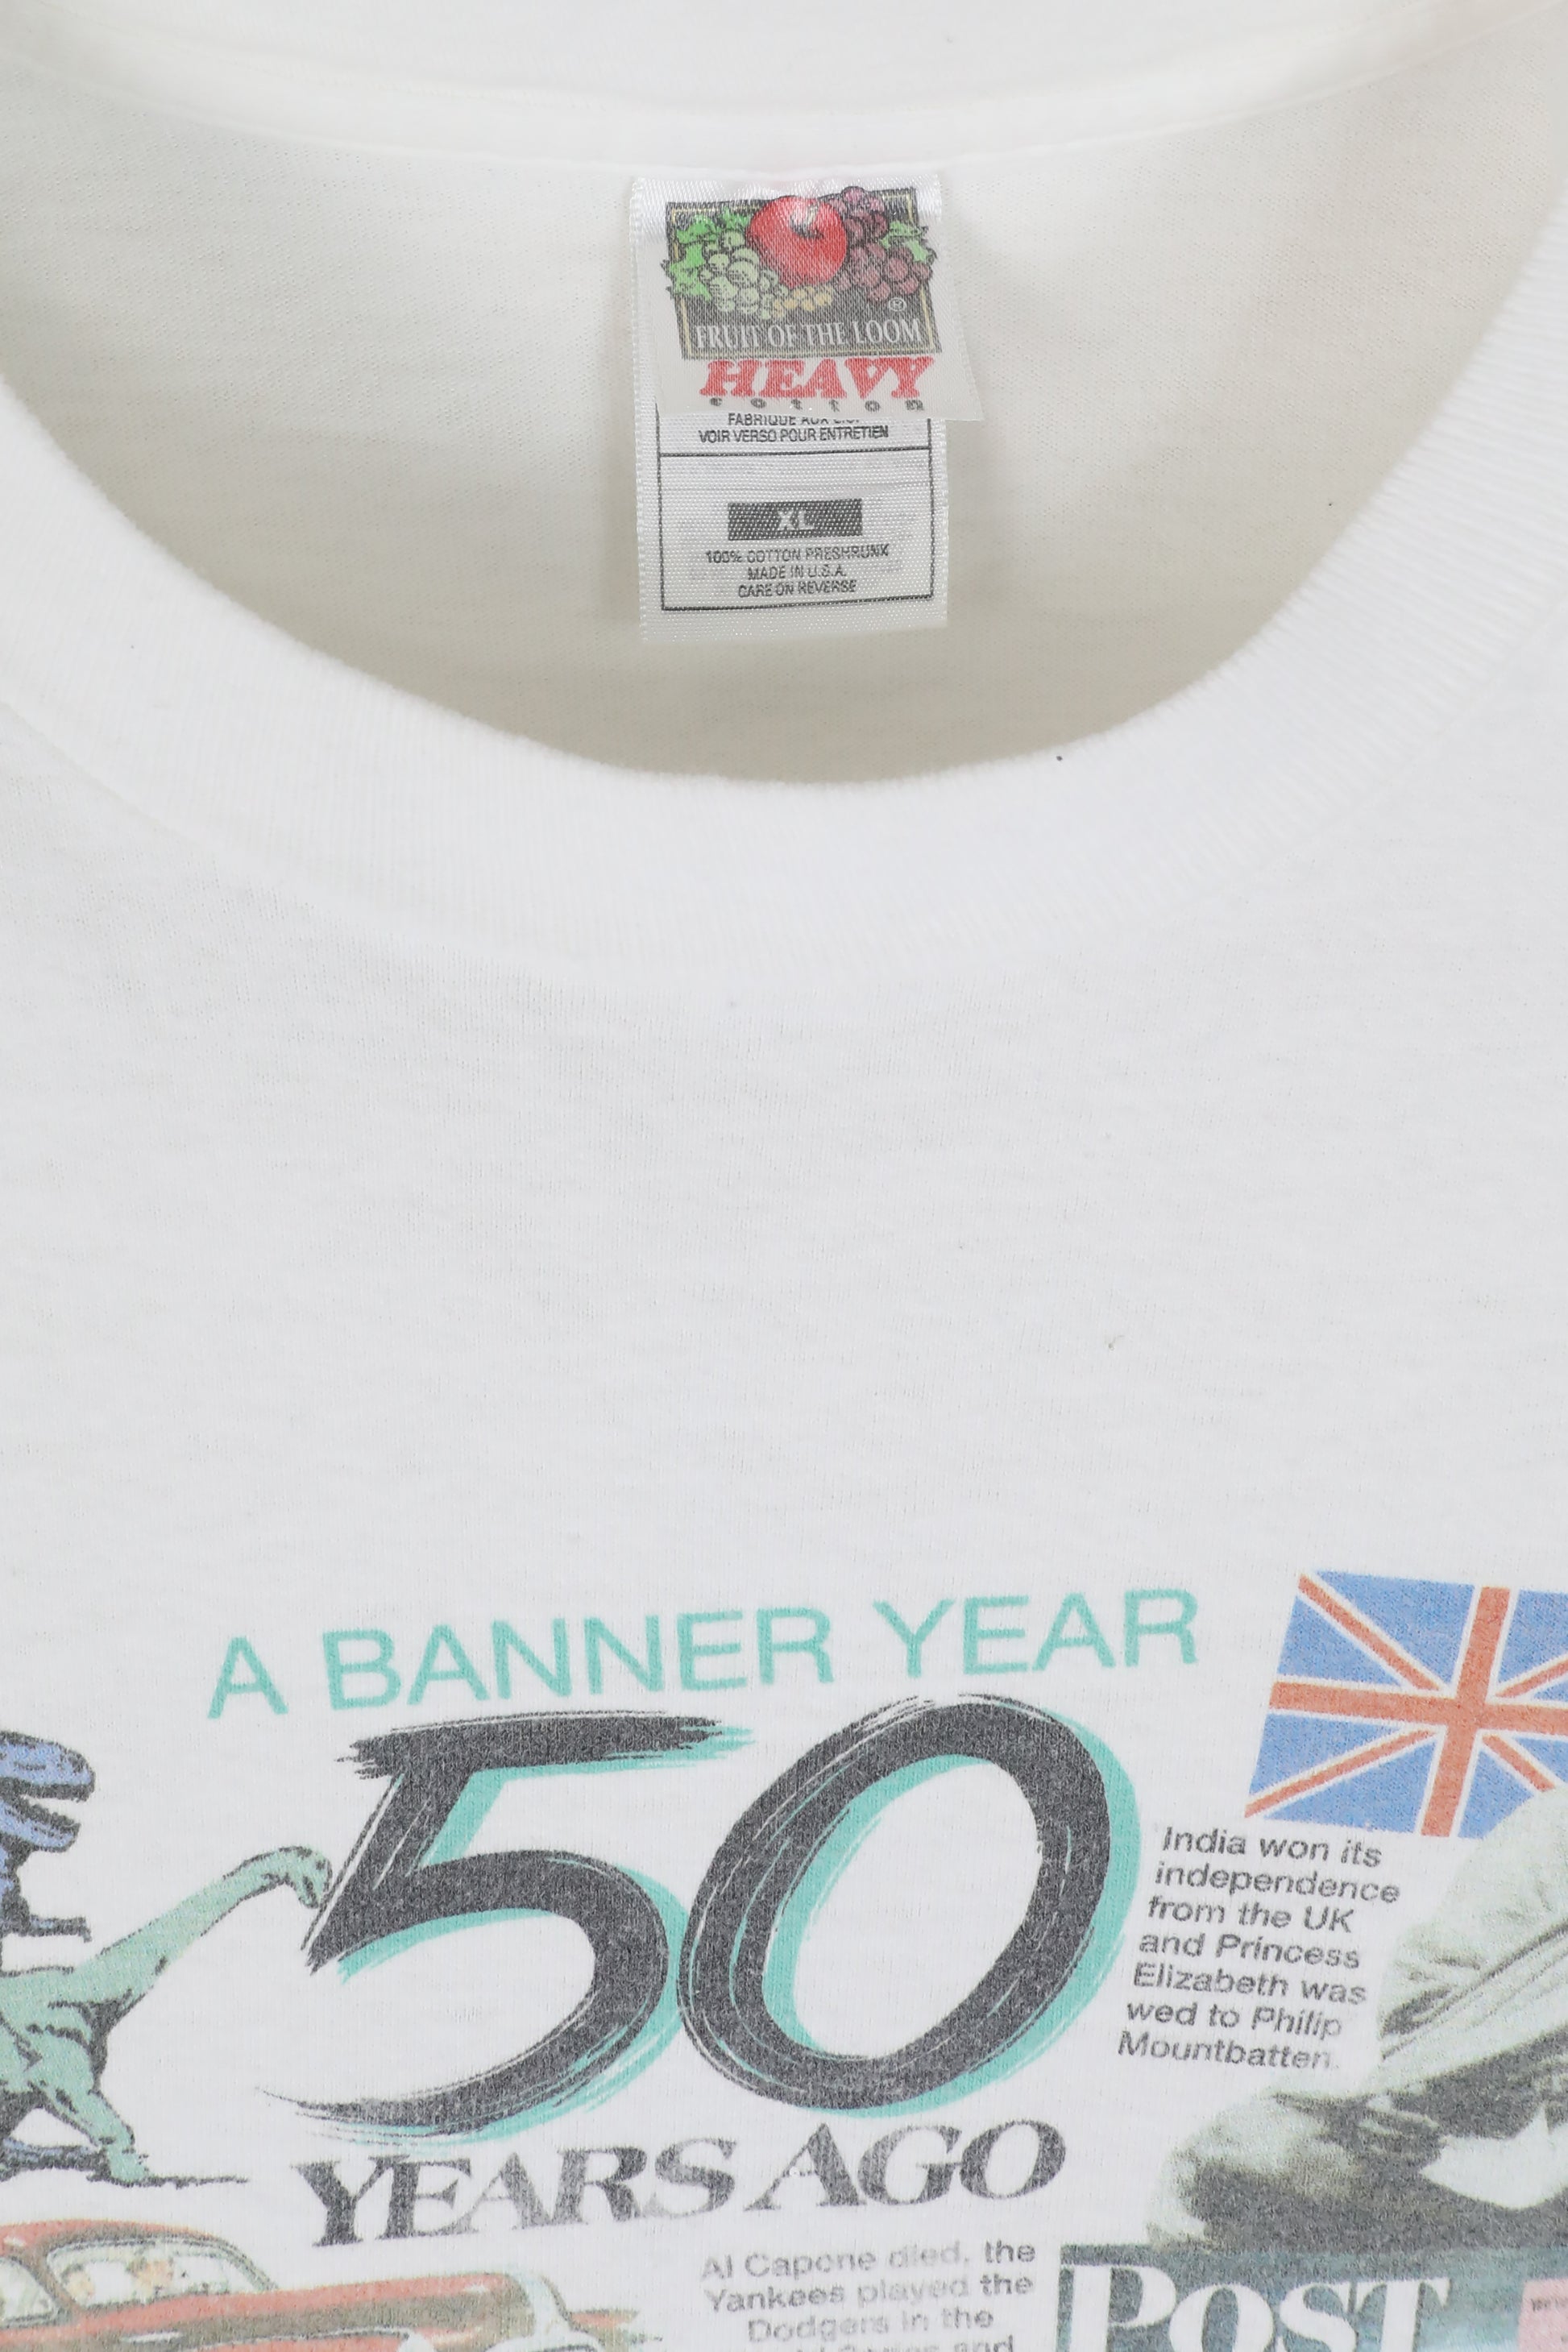 FRUIT OF THE LOOM
®
HEAVY
cotton
FABRIQUE AUX
VOIR VERSO POUR ENTRETIEN
XL
100% COTTON PRESHRUNK
MADE IN U.S.A.
CARE ON REVERSE
A BANNER YEAR
50
YEARS AGO
India won its
independence
from the UK
and Princess
Elizabeth was
wed to Philip
Mountbatten.
Al Capone died, the
Yankees played the
Dodgers in the
and
POST